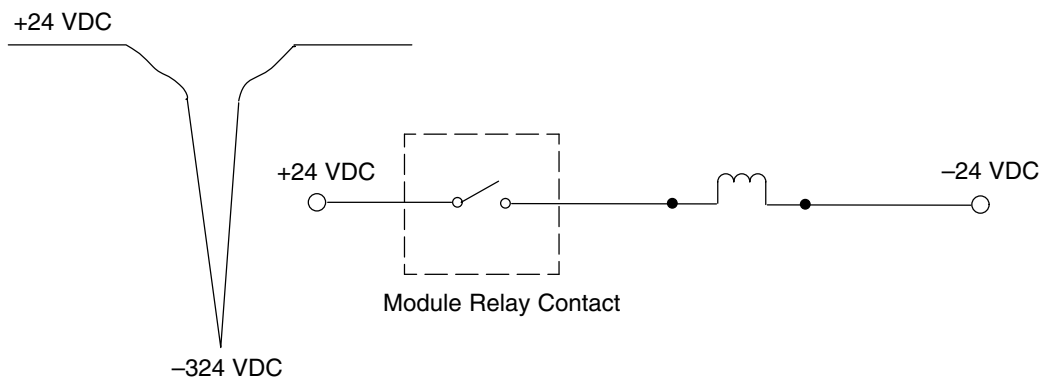 +24 VDC
+24 VDC
–24 VDC
Module Relay Contact
–324 VDC